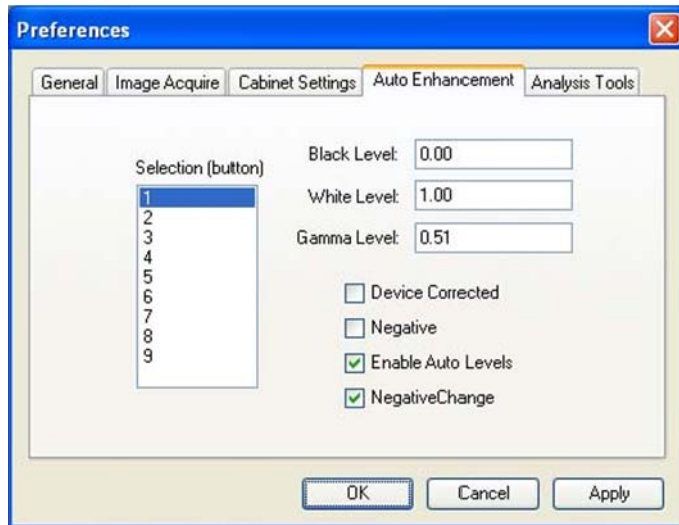 Preferences
General Image Acquire Cabinet Settings Auto Enhancement Analysis Tools
Selection (button)
1
2
3
4
5
6
7
8
9
Black Level: 0.00
White Level: 1.00
Gamma Level: 0.51
Device Corrected
Negative
Enable Auto Levels
NegativeChange
OK Cancel Apply